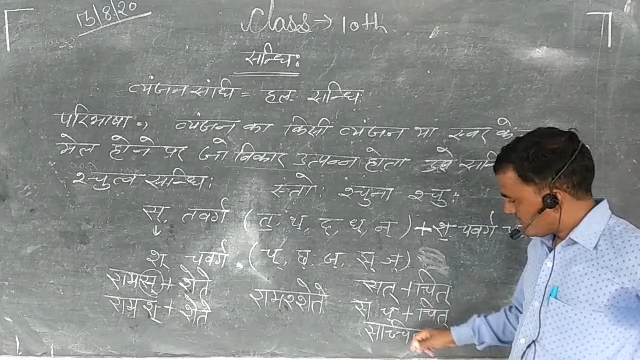 13/8/20
Class → 10th
सन्धिः
व्यंजन संधि = हल सन्धि
परिभाषा :, व्यंजन का किसी व्यंजन या स्वर के
मेल होने पर जो विकार उत्पन्न होता उसे
श्चुत्व सन्धिः स्तोः श्चुना श्चुः
स्, तवर्ग (त्, थ्, द्, ध्, न्) + श् चवर्ग
↓
श् चवर्ग, (च्, छ्, ज्, झ्, ञ्)
रामस् + शेते सत् + चित्
रामश् + शेते रामश्शेते स च् + चित्
सच्चि